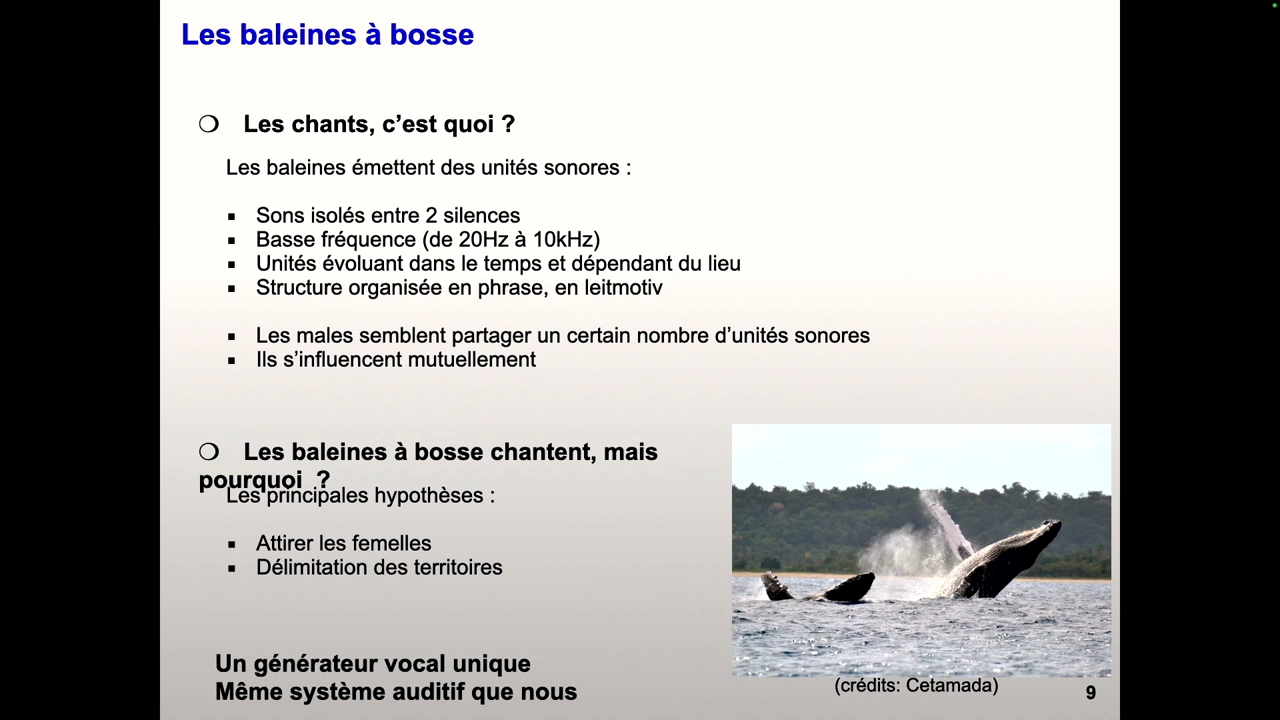 Les baleines à bosse
❍ Les chants, c’est quoi ?
Les baleines émettent des unités sonores :
▪ Sons isolés entre 2 silences
▪ Basse fréquence (de 20Hz à 10kHz)
▪ Unités évoluant dans le temps et dépendant du lieu
▪ Structure organisée en phrase, en leitmotiv
▪ Les males semblent partager un certain nombre d’unités sonores
▪ Ils s’influencent mutuellement
❍ Les baleines à bosse chantent, mais
pourquoi ?
Les principales hypothèses :
▪ Attirer les femelles
▪ Délimitation des territoires
Un générateur vocal unique
Même système auditif que nous
(crédits: Cetamada)
9